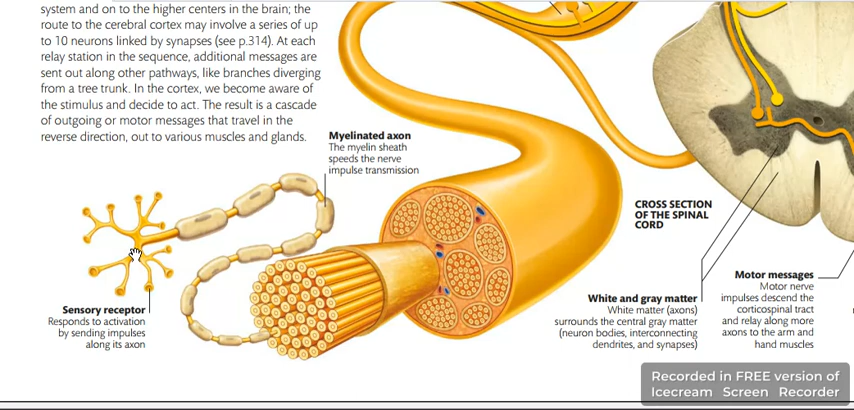 system and on to the higher centers in the brain; the
route to the cerebral cortex may involve a series of up
to 10 neurons linked by synapses (see p.314). At each
relay station in the sequence, additional messages are
sent out along other pathways, like branches diverging
from a tree trunk. In the cortex, we become aware of
the stimulus and decide to act. The result is a cascade
of outgoing or motor messages that travel in the
reverse direction, out to various muscles and glands.
Myelinated axon
The myelin sheath
speeds the nerve
impulse transmission
CROSS SECTION
OF THE SPINAL
CORD
Sensory receptor
Responds to activation
by sending impulses
along its axon
White and gray matter
White matter (axons)
surrounds the central gray matter
(neuron bodies, interconnecting
dendrites, and synapses)
Motor messages
Motor nerve
impulses descend the
corticospinal tract
and relay along more
axons to the arm and
hand muscles
Recorded in FREE version of
Icecream Screen Recorder